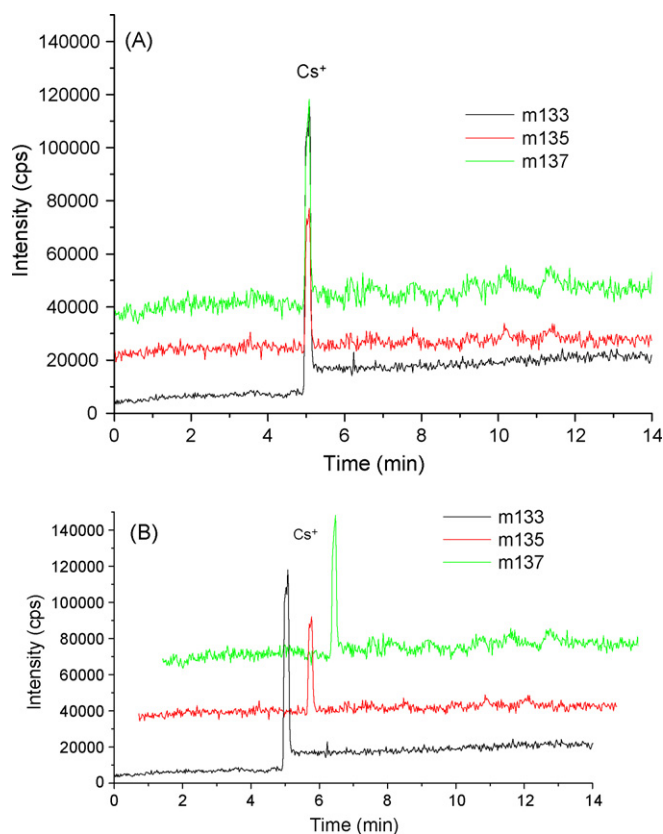 (A)
Cs⁺
m133
m135
m137
Intensity (cps)
140000
120000
100000
80000
60000
40000
20000
0
0 2 4 6 8 10 12 14
Time (min)
(B)
Cs⁺
m133
m135
m137
Intensity (cps)
140000
120000
100000
80000
60000
40000
20000
0
0 2 4 6 8 10 12 14
Time (min)